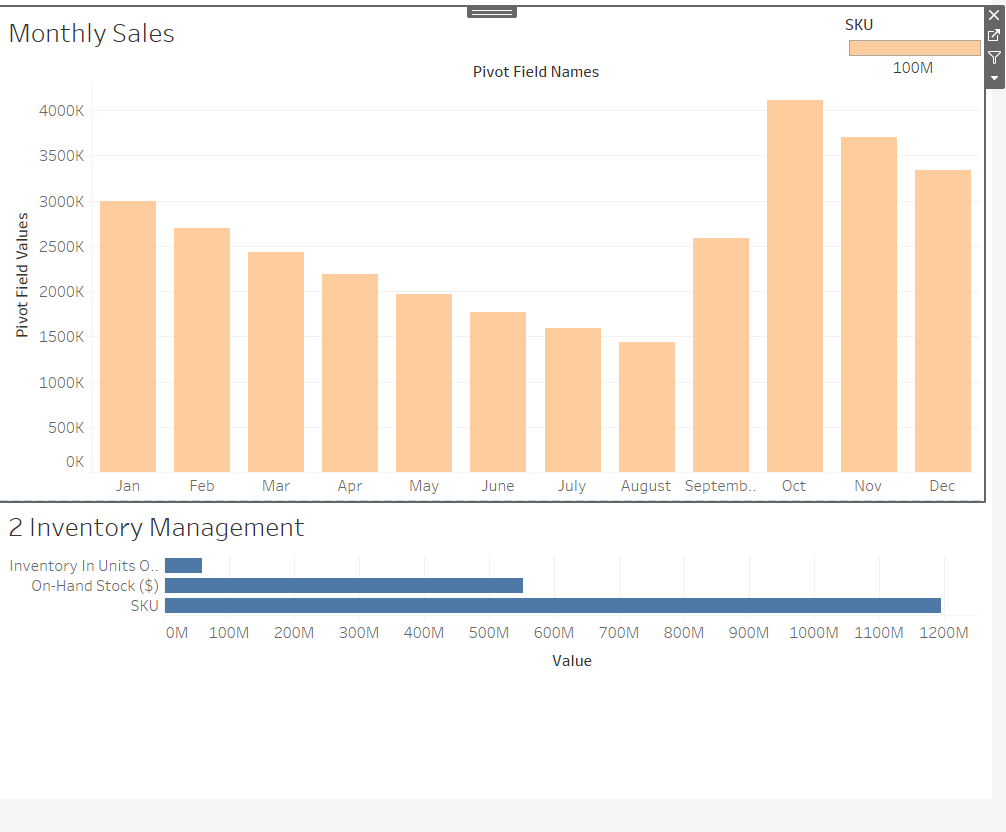 Monthly Sales
SKU
100M
Pivot Field Names
Pivot Field Values
4000K
3500K
3000K
2500K
2000K
1500K
1000K
500K
0K
Jan Feb Mar Apr May June July August Septemb.. Oct Nov Dec
2 Inventory Management
Inventory In Units O..
On-Hand Stock ($)
SKU
0M 100M 200M 300M 400M 500M 600M 700M 800M 900M 1000M 1100M 1200M
Value